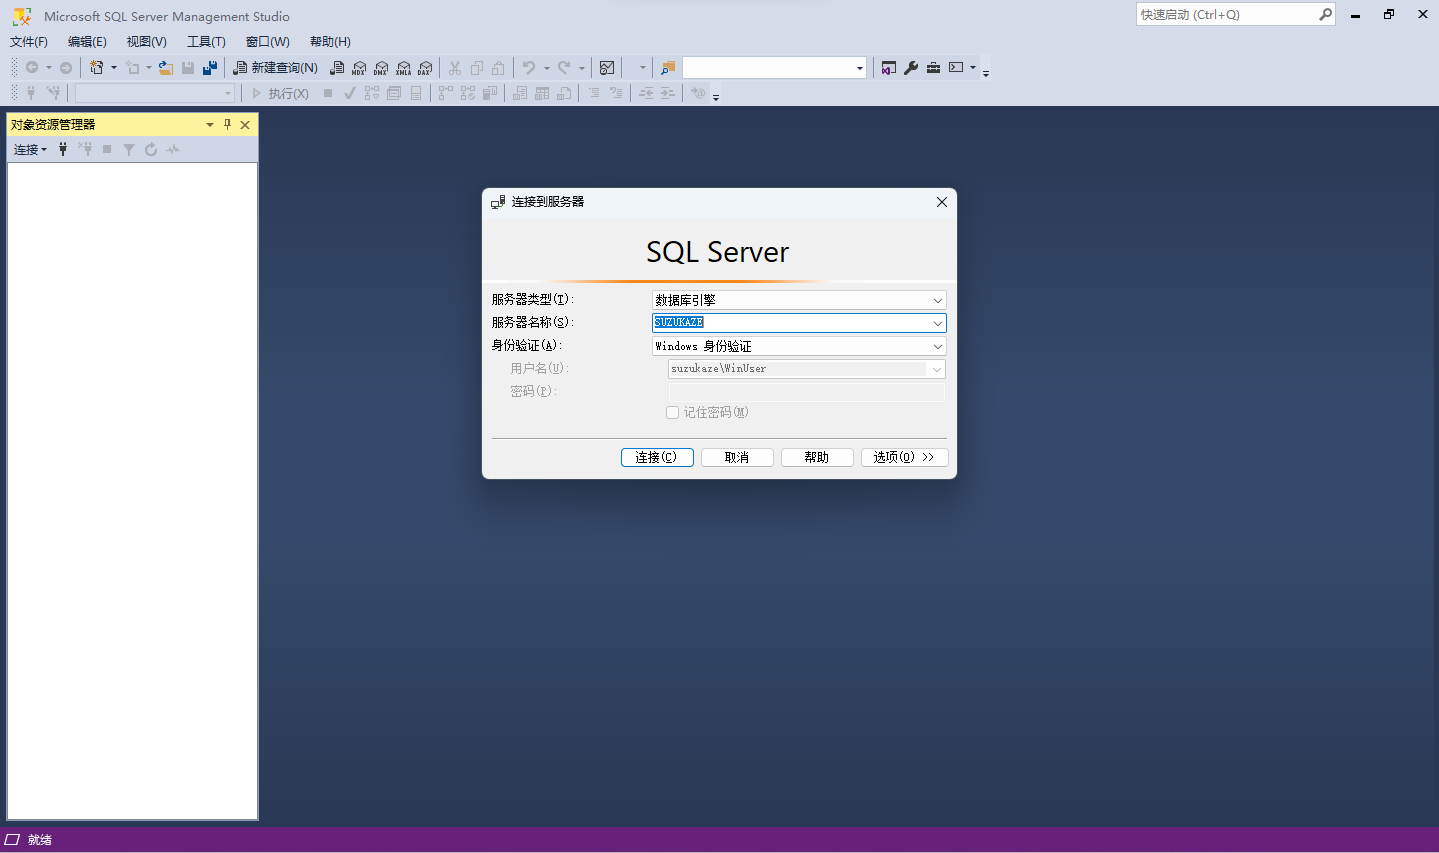 Microsoft SQL Server Management Studio
快速启动 (Ctrl+Q)
文件(F) 编辑(E) 视图(V) 工具(T) 窗口(W) 帮助(H)
新建查询(N) MDX DMX XMLA DAX
执行(X)
对象资源管理器
连接
连接到服务器
SQL Server
服务器类型(T): 数据库引擎
服务器名称(S): SUZUKAZE
身份验证(A): Windows 身份验证
用户名(U): suzukaze\WinUser
密码(P):
记住密码(M)
连接(C) 取消 帮助 选项(O) >>
就绪